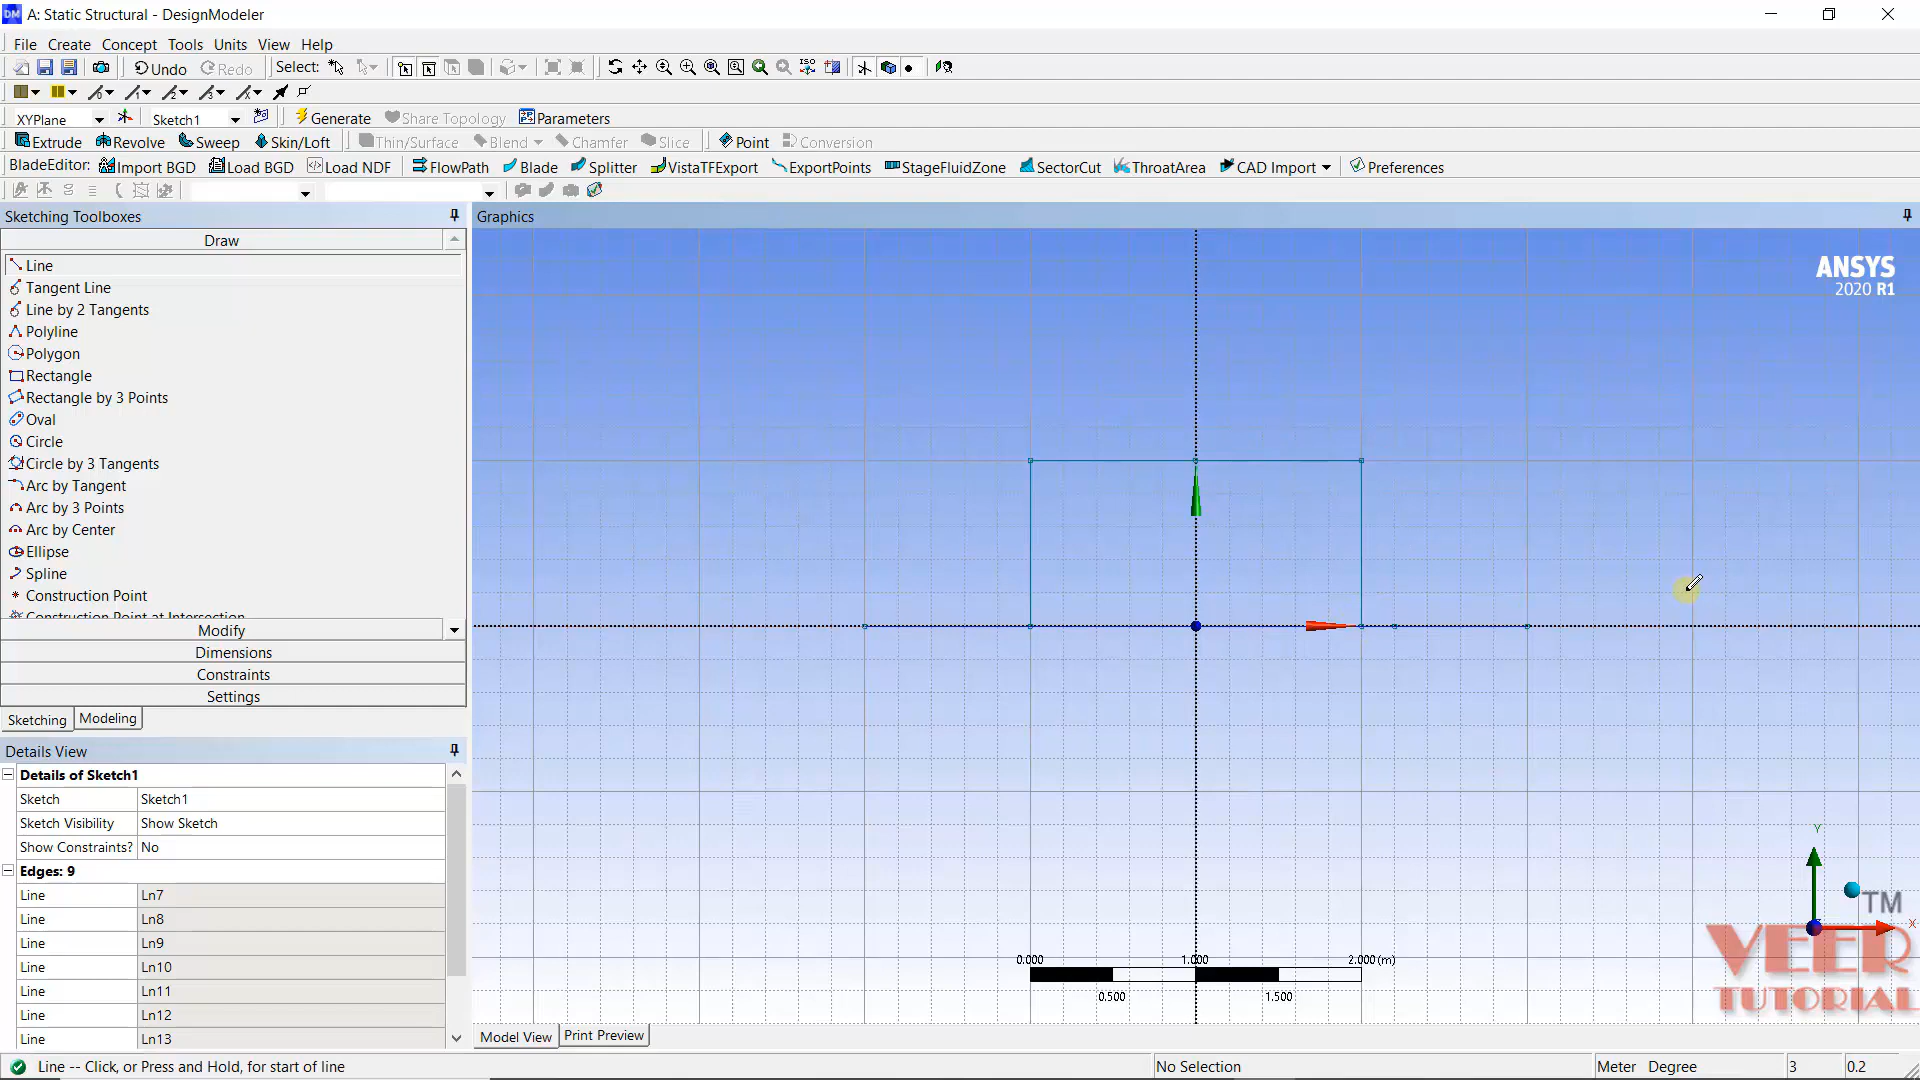 A: Static Structural - DesignModeler
File Create Concept Tools Units View Help
Undo Redo Select: ISO
XYPlane Sketch1 Generate Share Topology Parameters
Extrude Revolve Sweep Skin/Loft Thin/Surface Blend Chamfer Slice Point Conversion
BladeEditor: Import BGD Load BGD Load NDF FlowPath Blade Splitter VistaTFExport ExportPoints StageFluidZone SectorCut ThroatArea CAD Import Preferences
Sketching Toolboxes
Draw
Line
Tangent Line
Line by 2 Tangents
Polyline
Polygon
Rectangle
Rectangle by 3 Points
Oval
Circle
Circle by 3 Tangents
Arc by Tangent
Arc by 3 Points
Arc by Center
Ellipse
Spline
Construction Point
Construction Point at Intersection
Modify
Dimensions
Constraints
Settings
Sketching Modeling
Details View
Details of Sketch1
Sketch Sketch1
Sketch Visibility Show Sketch
Show Constraints? No
Edges: 9
Line Ln7
Line Ln8
Line Ln9
Line Ln10
Line Ln11
Line Ln12
Line Ln13
Graphics
ANSYS
2020 R1
0.000 1.000 2.000 (m)
0.500 1.500
Y
X
TM
VEER
TUTORIAL
Model View Print Preview
Line -- Click, or Press and Hold, for start of line No Selection Meter Degree 3 0.2